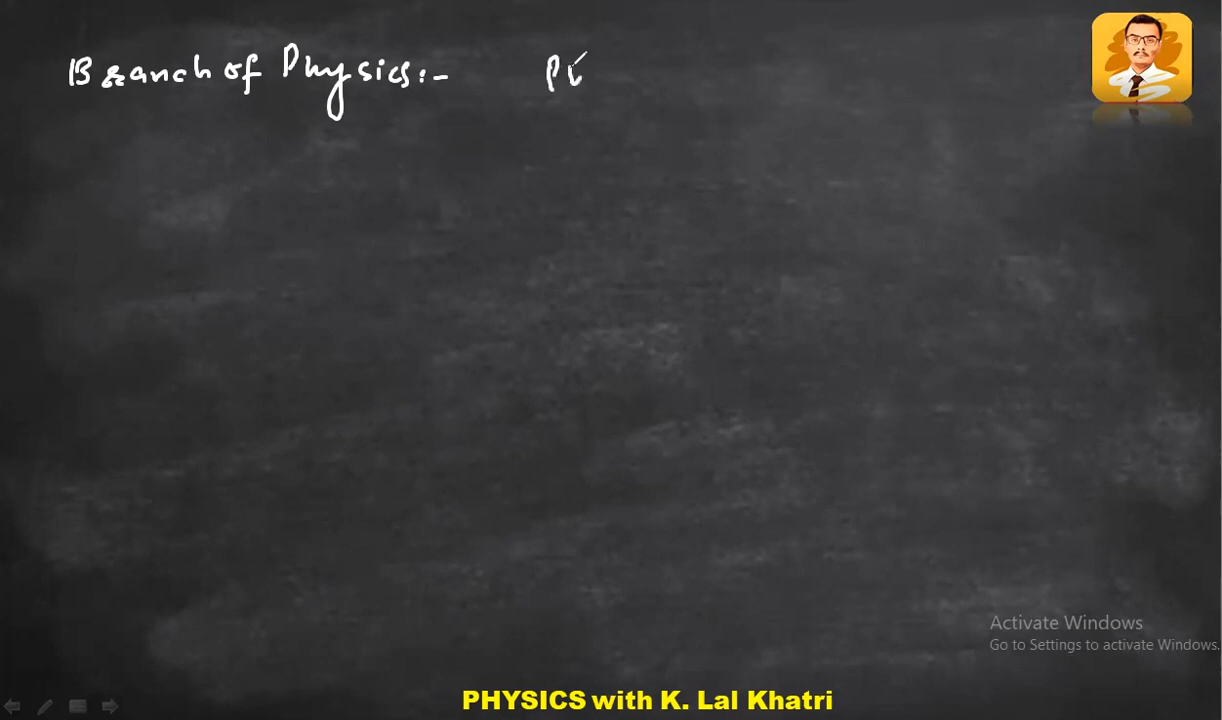 Branch of Physics:-
Activate Windows
Go to Settings to activate Windows.
PHYSICS with K. Lal Khatri